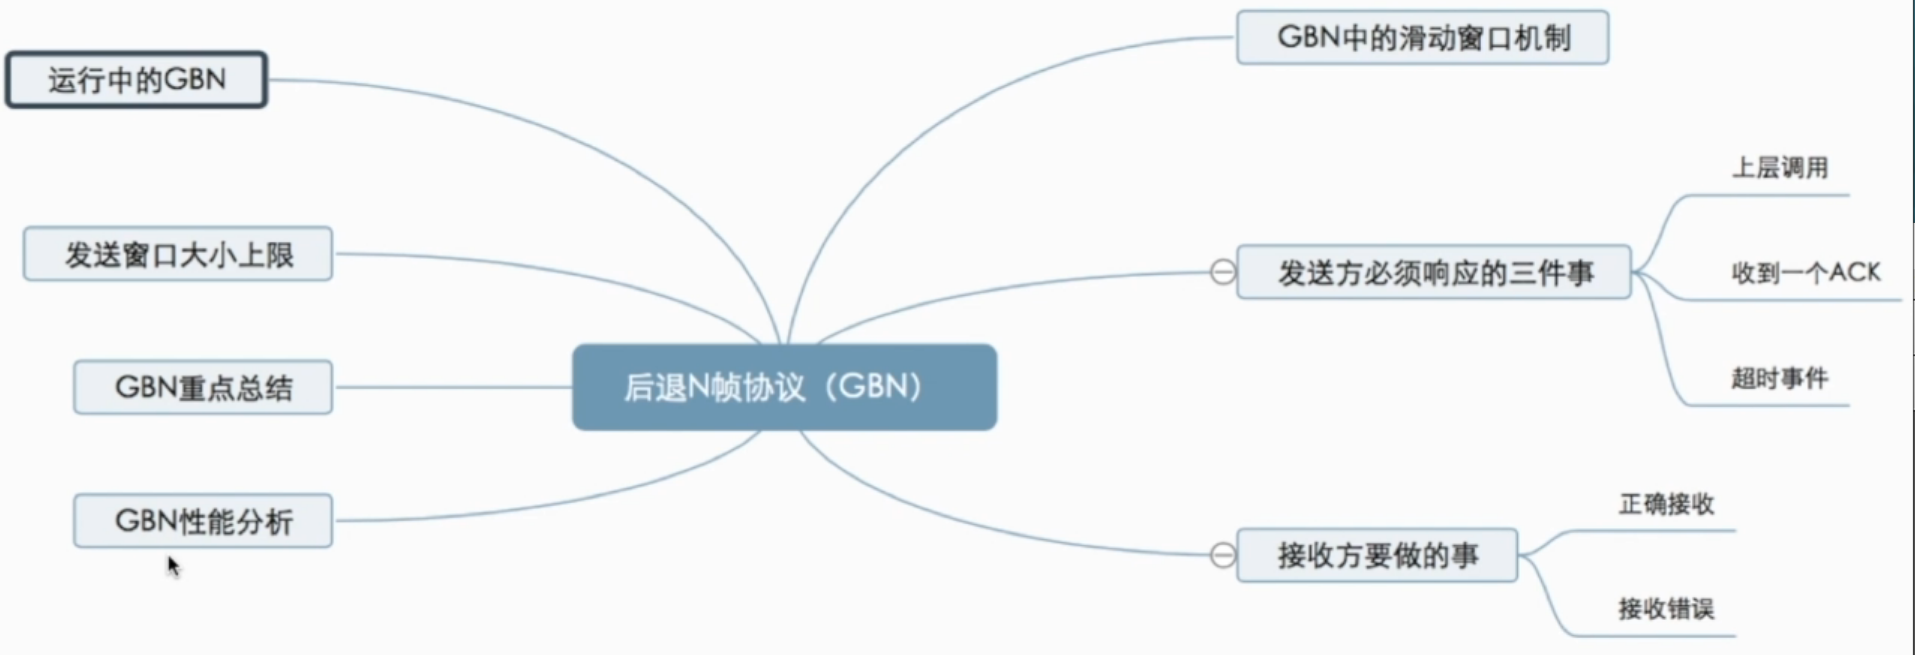 后退N帧协议（GBN）
GBN中的滑动窗口机制
发送方必须响应的三件事
上层调用
收到一个ACK
超时事件
接收方要做的事
正确接收
接收错误
运行中的GBN
发送窗口大小上限
GBN重点总结
GBN性能分析